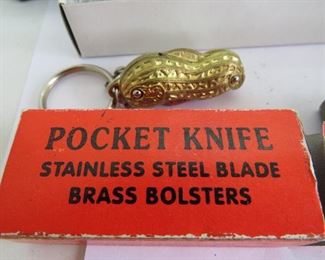 POCKET KNIFE
STAINLESS STEEL BLADE
BRASS BOLSTERS